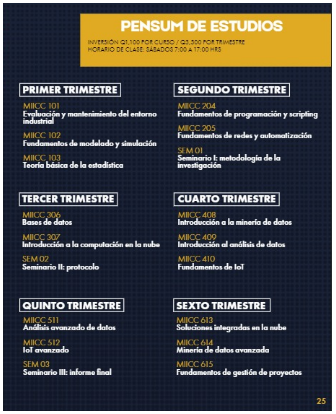 PENSUM DE ESTUDIOS
INVERSIÓN Q1,100 POR CURSO / Q3,300 POR TRIMESTRE
HORARIO DE CLASE: SÁBADOS 7:00 A 17:00 HRS
PRIMER TRIMESTRE
MIICC 101
Evaluación y mantenimiento del entorno
industrial
MIICC 102
Fundamentos de modelado y simulación
MIICC 103
Teoría básica de la estadística
SEGUNDO TRIMESTRE
MIICC 204
Fundamentos de programación y scripting
MIICC 205
Fundamentos de redes y automatización
SEM 01
Seminario I: metodología de la
investigación
TERCER TRIMESTRE
MIICC 306
Bases de datos
MIICC 307
Introducción a la computación en la nube
SEM 02
Seminario II: protocolo
CUARTO TRIMESTRE
MIICC 408
Introducción a la minería de datos
MIICC 409
Introducción al análisis de datos
MIICC 410
Fundamentos de IoT
QUINTO TRIMESTRE
MIICC 511
Análisis avanzado de datos
MIICC 512
IoT avanzado
SEM 03
Seminario III: informe final
SEXTO TRIMESTRE
MIICC 613
Soluciones integradas en la nube
MIICC 614
Minería de datos avanzada
MIICC 615
Fundamentos de gestión de proyectos
25